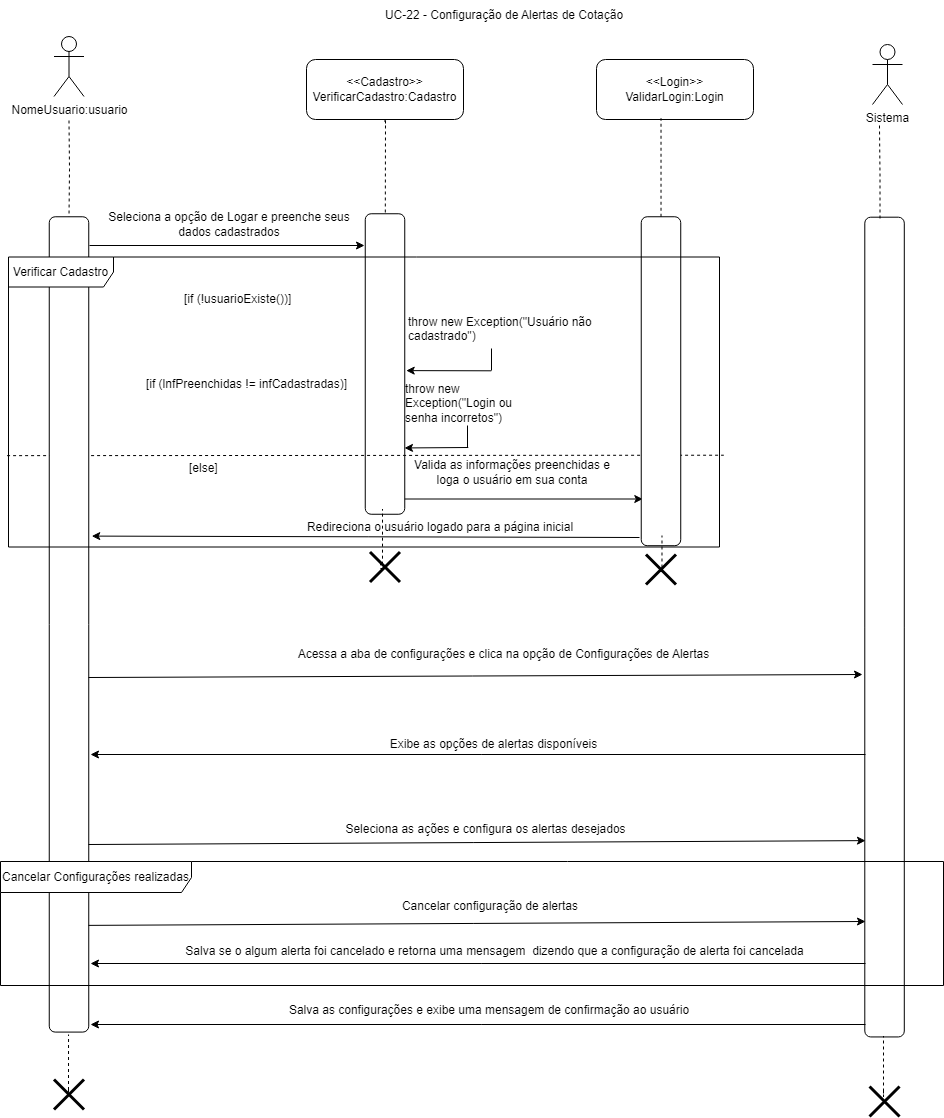 UC-22 - Configuração de Alertas de Cotação
NomeUsuario:usuario
<<Cadastro>>
VerificarCadastro:Cadastro
<<Login>>
ValidarLogin:Login
Sistema
Seleciona a opção de Logar e preenche seus
dados cadastrados
Verificar Cadastro
[if (!usuarioExiste())]
throw new Exception("Usuário não
cadastrado")
[if (InfPreenchidas != infCadastradas)]
throw new
Exception("Login ou
senha incorretos")
[else]
Valida as informações preenchidas e
loga o usuário em sua conta
Redireciona o usuário logado para a página inicial
Acessa a aba de configurações e clica na opção de Configurações de Alertas
Exibe as opções de alertas disponíveis
Seleciona as ações e configura os alertas desejados
Cancelar Configurações realizadas
Cancelar configuração de alertas
Salva se o algum alerta foi cancelado e retorna uma mensagem  dizendo que a configuração de alerta foi cancelada
Salva as configurações e exibe uma mensagem de confirmação ao usuário